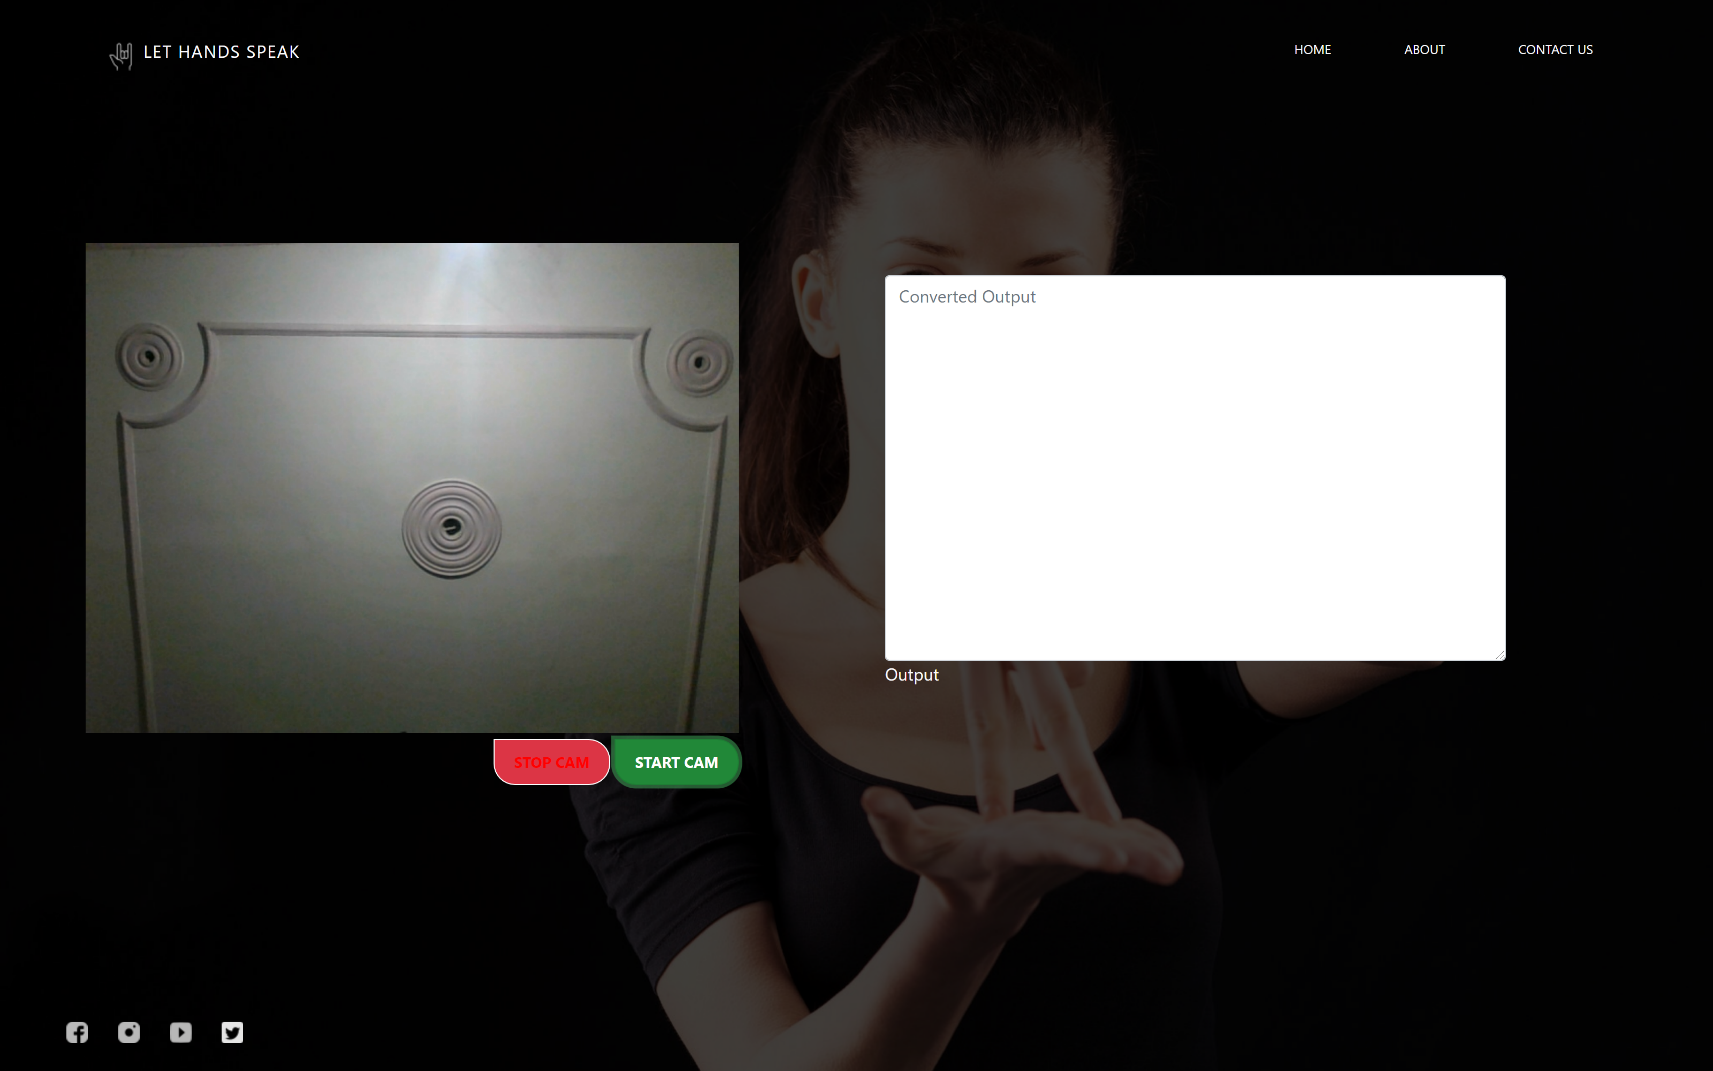 LET HANDS SPEAK
HOME
ABOUT
CONTACT US
Converted Output
Output
STOP CAM
START CAM